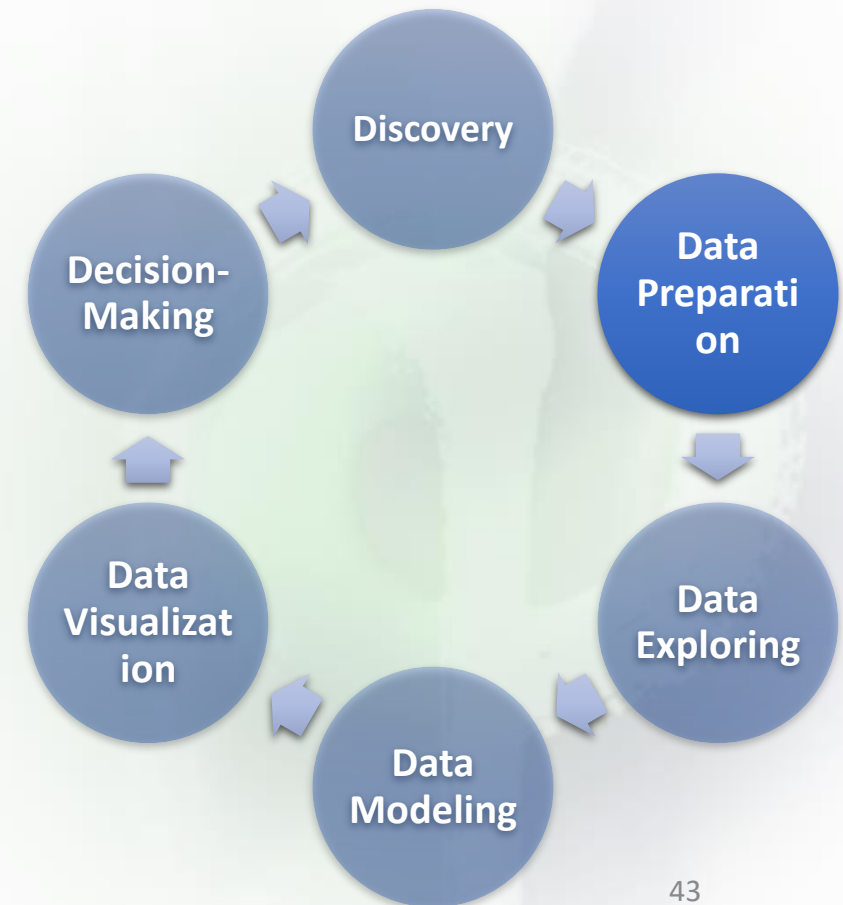 Discovery
Data
Preparati
on
Data
Exploring
Data
Modeling
Data
Visualizat
ion
Decision-
Making
43